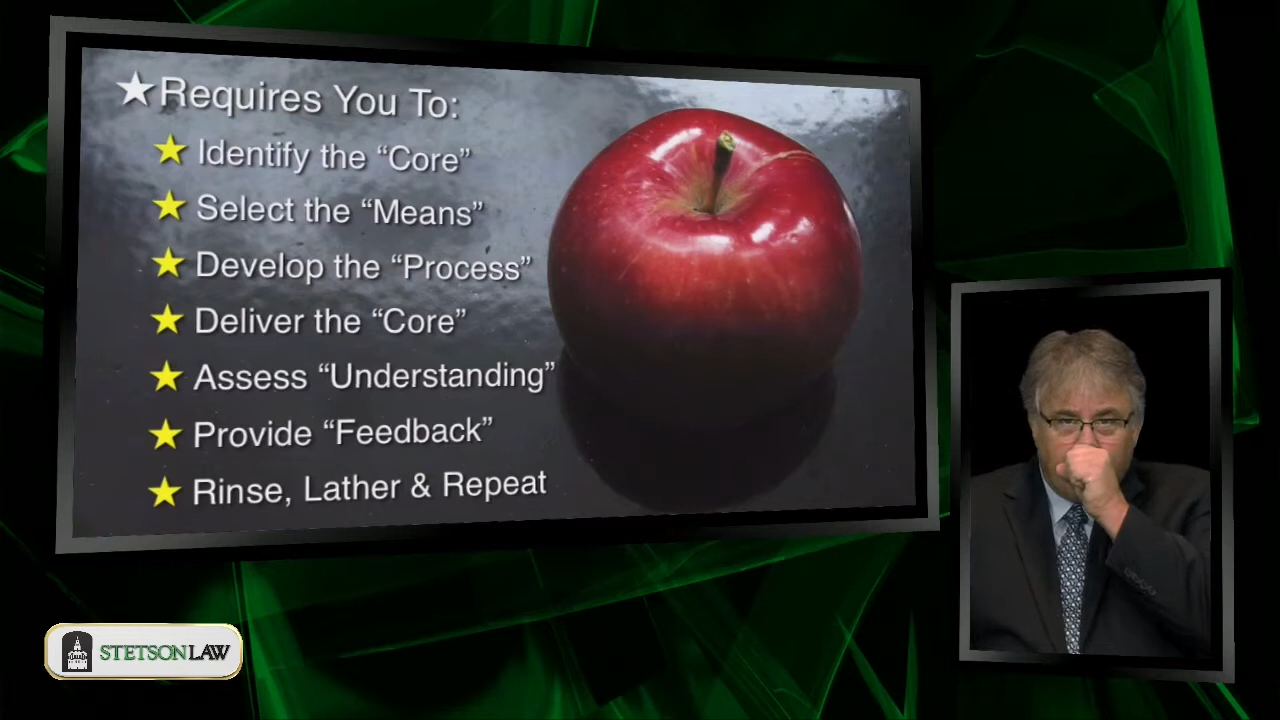 Requires You To:
Identify the “Core”
Select the “Means”
Develop the “Process”
Deliver the “Core”
Assess “Understanding”
Provide “Feedback”
Rinse, Lather & Repeat
STETSONLAW